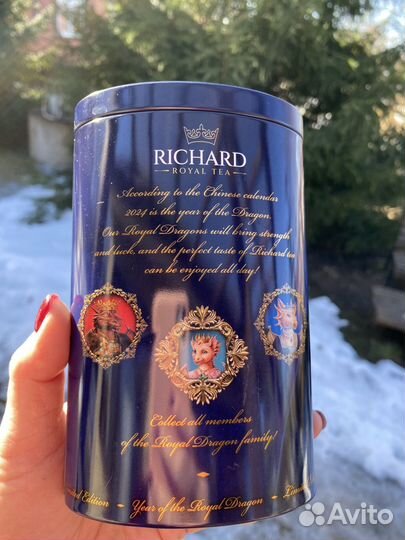 RICHARD
ROYAL TEA
According to the Chinese calendar
2024 is the year of the Dragon.
Our Royal Dragons will bring strength
and luck, and the perfect taste of Richard tea
can be enjoyed all day!
Collect all members
of the Royal Dragon family!
Edition - Year of the Royal Dragon -
Avito